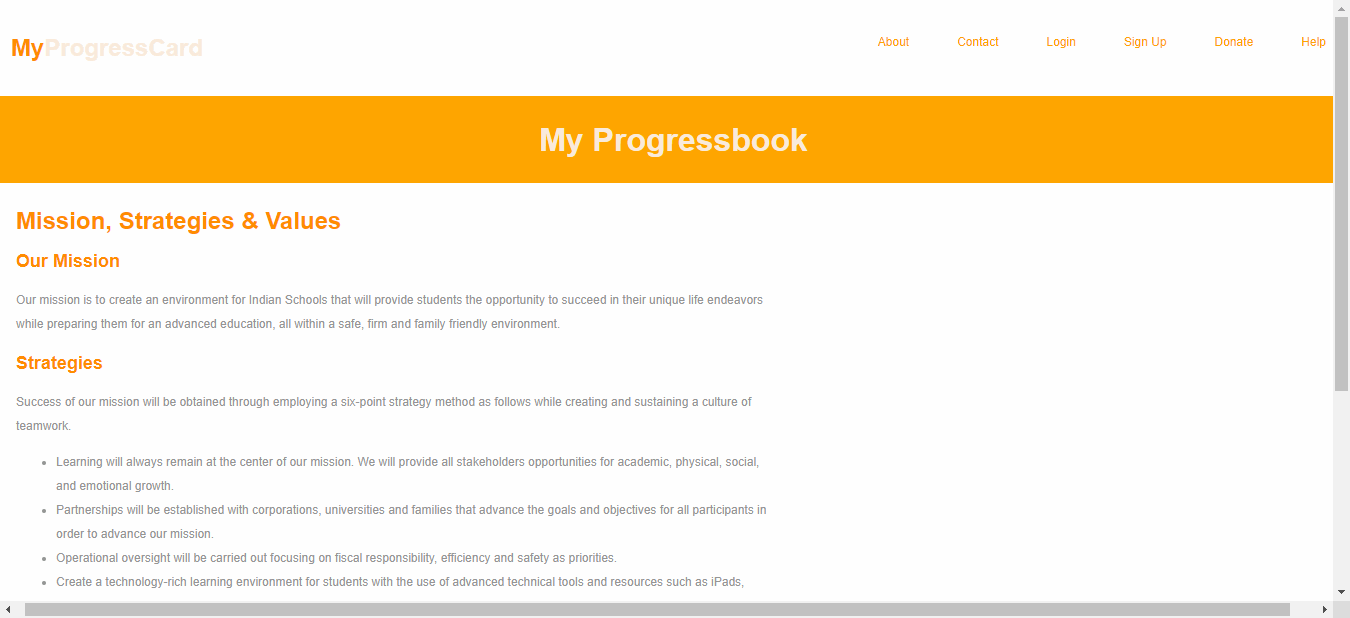 MyProgressCard
About Contact Login Sign Up Donate Help
My Progressbook
Mission, Strategies & Values
Our Mission
Our mission is to create an environment for Indian Schools that will provide students the opportunity to succeed in their unique life endeavors
while preparing them for an advanced education, all within a safe, firm and family friendly environment.
Strategies
Success of our mission will be obtained through employing a six-point strategy method as follows while creating and sustaining a culture of
teamwork.
• Learning will always remain at the center of our mission. We will provide all stakeholders opportunities for academic, physical, social,
and emotional growth.
• Partnerships will be established with corporations, universities and families that advance the goals and objectives for all participants in
order to advance our mission.
• Operational oversight will be carried out focusing on fiscal responsibility, efficiency and safety as priorities.
• Create a technology-rich learning environment for students with the use of advanced technical tools and resources such as iPads,